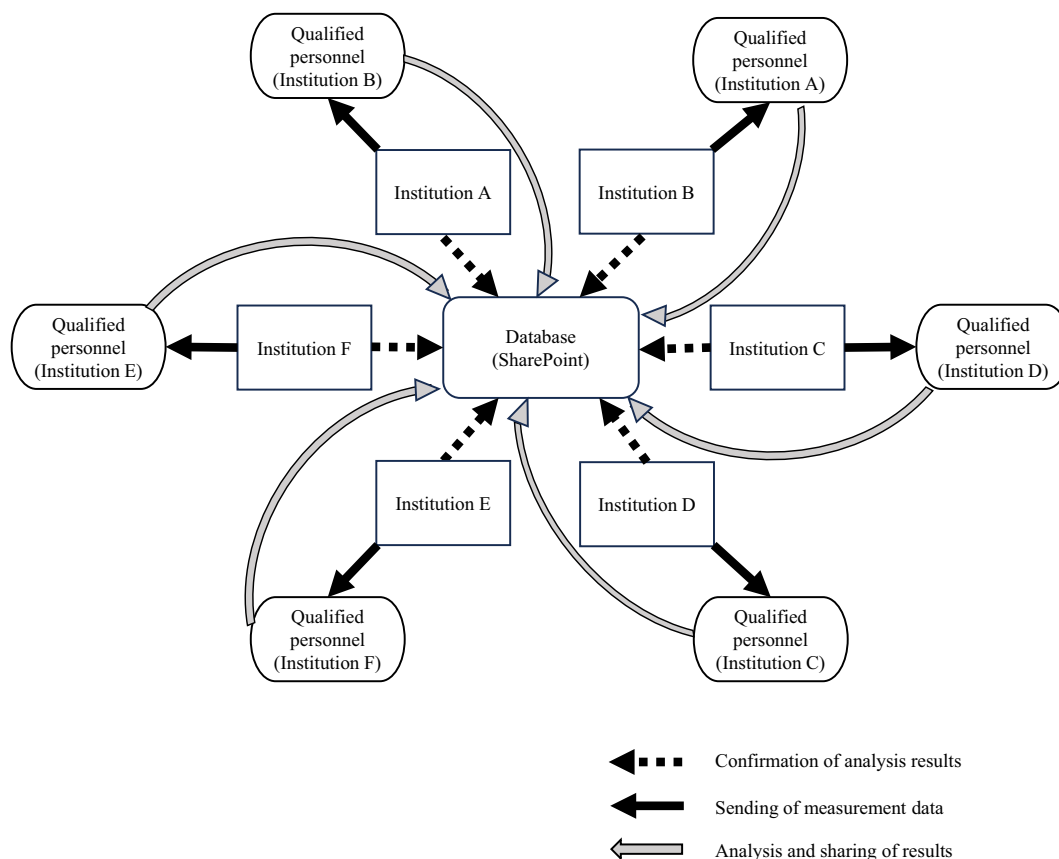 Qualified
personnel
(Institution B)
Qualified
personnel
(Institution A)
Institution A
Institution B
Qualified
personnel
(Institution E)
Institution F
Database
(SharePoint)
Institution C
Qualified
personnel
(Institution D)
Institution E
Institution D
Qualified
personnel
(Institution F)
Qualified
personnel
(Institution C)
Confirmation of analysis results
Sending of measurement data
Analysis and sharing of results